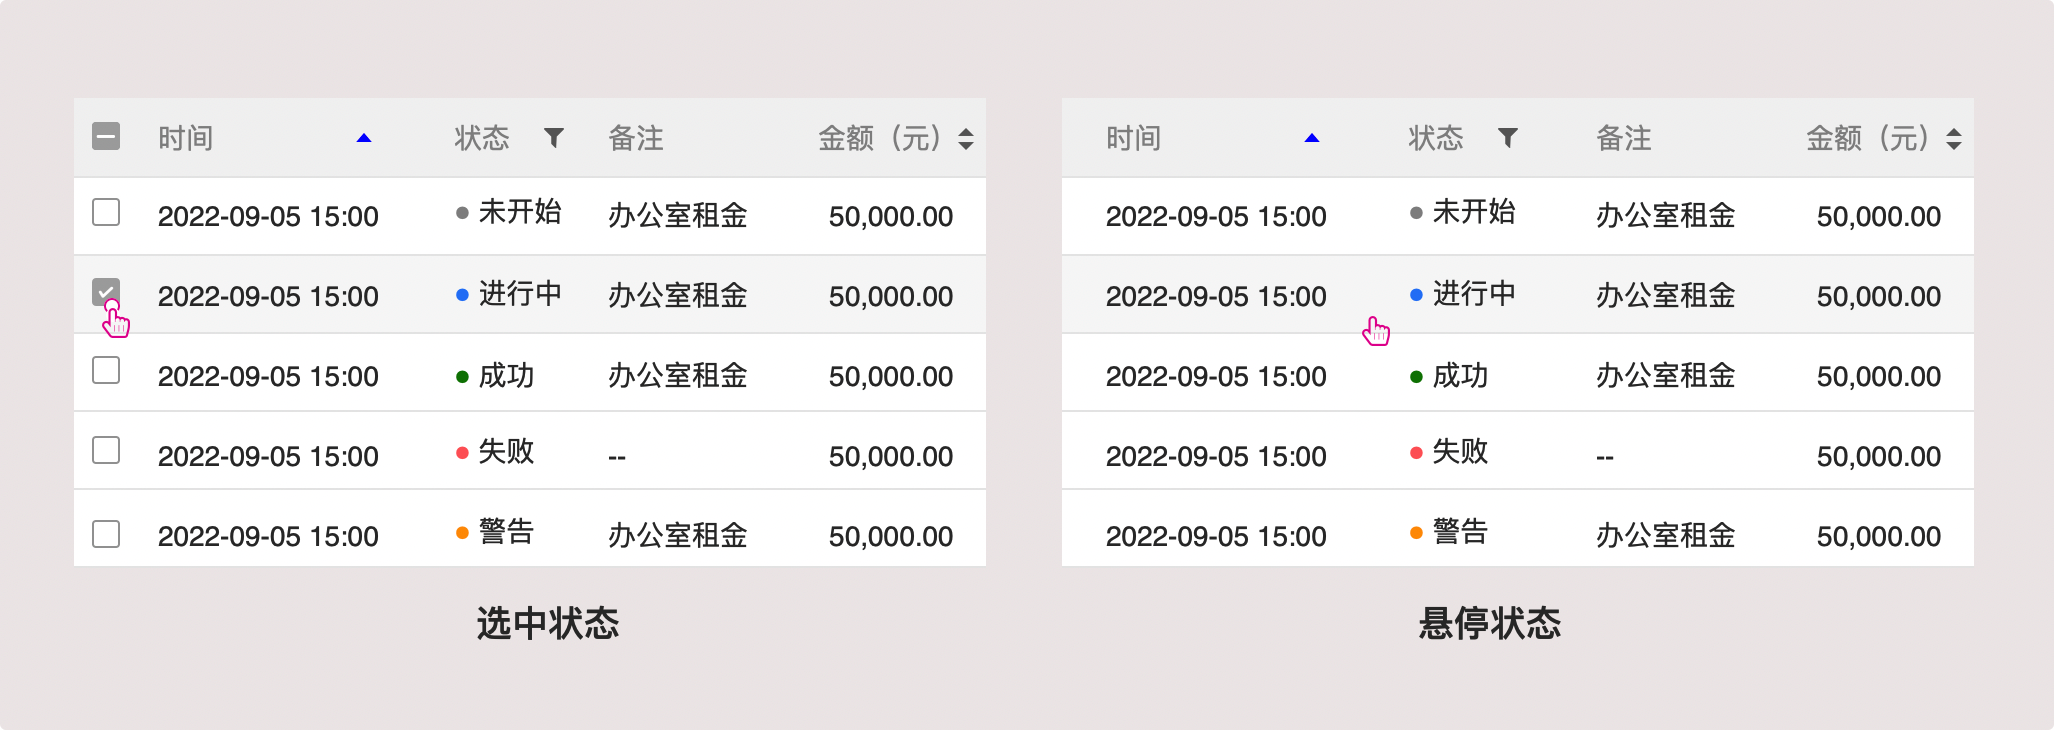 时间 状态 备注 金额（元）
2022-09-05 15:00 未开始 办公室租金 50,000.00
2022-09-05 15:00 进行中 办公室租金 50,000.00
2022-09-05 15:00 成功 办公室租金 50,000.00
2022-09-05 15:00 失败 -- 50,000.00
2022-09-05 15:00 警告 办公室租金 50,000.00
选中状态
时间 状态 备注 金额（元）
2022-09-05 15:00 未开始 办公室租金 50,000.00
2022-09-05 15:00 进行中 办公室租金 50,000.00
2022-09-05 15:00 成功 办公室租金 50,000.00
2022-09-05 15:00 失败 -- 50,000.00
2022-09-05 15:00 警告 办公室租金 50,000.00
悬停状态